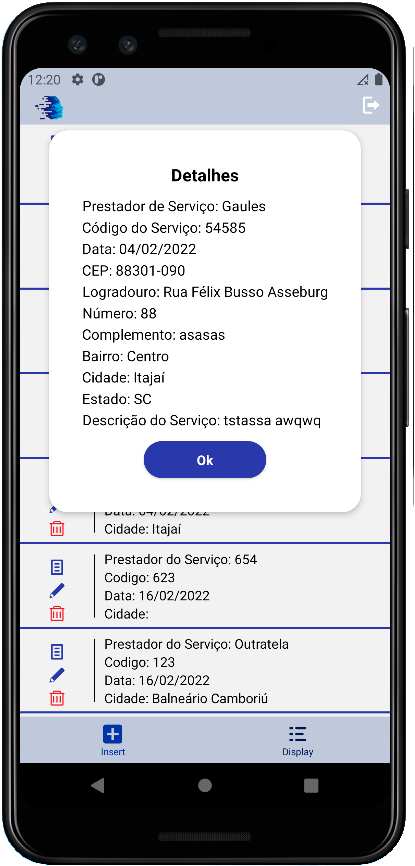 12:20
Detalhes
Prestador de Serviço: Gaules
Código do Serviço: 54585
Data: 04/02/2022
CEP: 88301-090
Logradouro: Rua Félix Busso Asseburg
Número: 88
Complemento: asasas
Bairro: Centro
Cidade: Itajaí
Estado: SC
Descrição do Serviço: tstassa awqwq
Ok
Data: 04/02/2022
Cidade: Itajaí
Prestador do Serviço: 654
Codigo: 623
Data: 16/02/2022
Cidade:
Prestador do Serviço: Outratela
Codigo: 123
Data: 16/02/2022
Cidade: Balneário Camboriú
Insert
Display